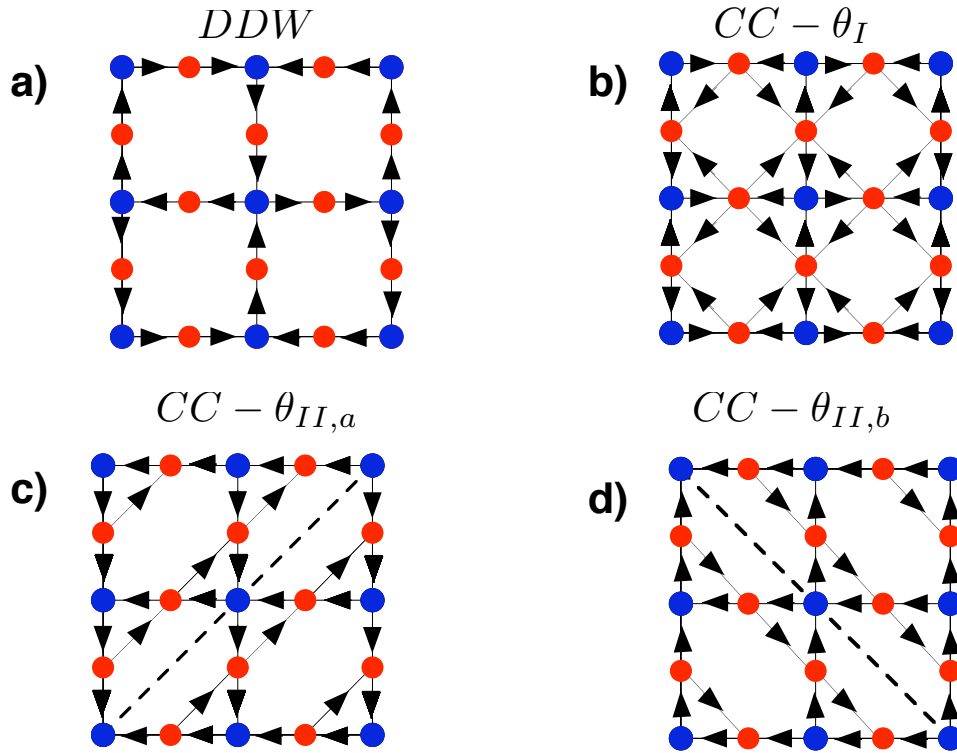 DDW
CC − θ_I
a)
b)
CC − θ_{II,a}
CC − θ_{II,b}
c)
d)